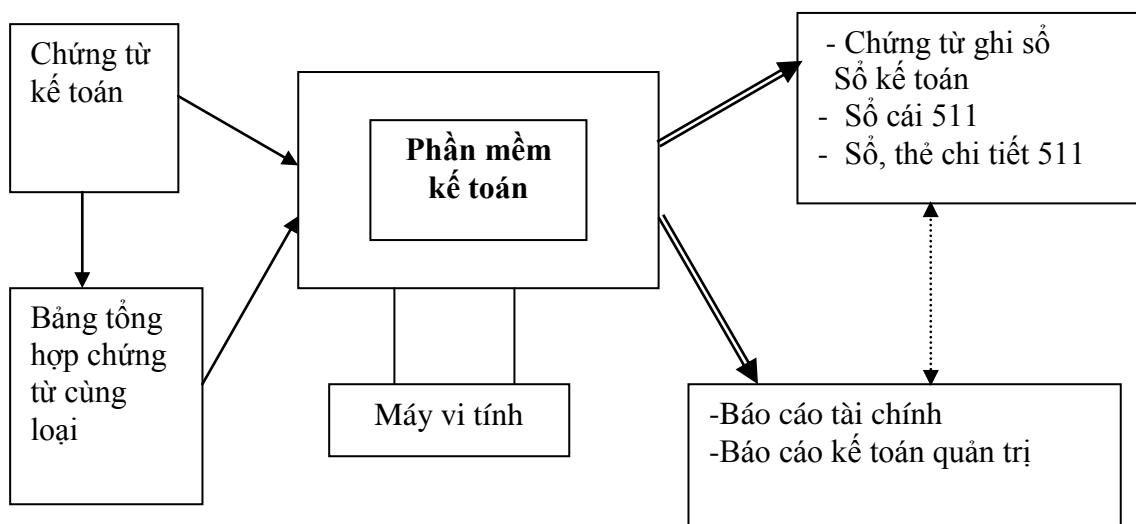 Chứng từ
kế toán
Phần mềm
kế toán
- Chứng từ ghi sổ
Sổ kế toán
- Sổ cái 511
- Sổ, thẻ chi tiết 511
Bảng tổng
hợp chứng
từ cùng
loại
Máy vi tính
-Báo cáo tài chính
-Báo cáo kế toán quản trị